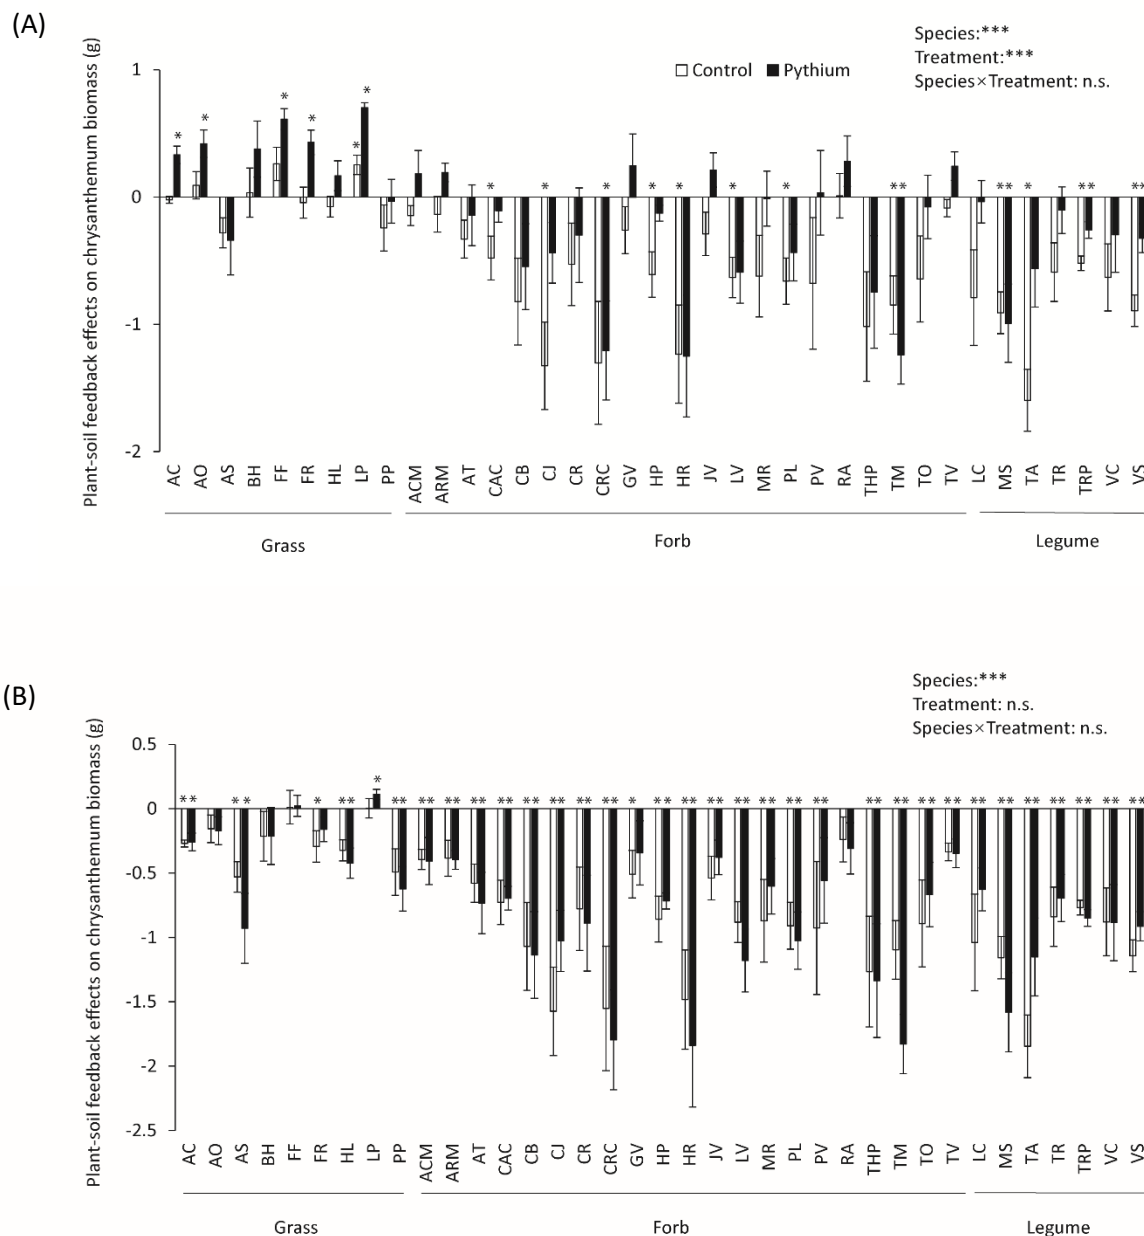 (A)
Species:***
Treatment:***
Species×Treatment: n.s.
Control Pythium
Plant-soil feedback effects on chrysanthemum biomass (g)
1
0
-1
-2
* * * * * * * * * * * * * ** ** * ** **
AC AO AS BH FF FR HL LP PP ACM ARM AT CAC CB CJ CR CRC GV HP HR JV LV MR PL PV RA THP TM TO TV LC MS TA TR TRP VC VS
Grass Forb Legume
(B)
Species:***
Treatment: n.s.
Species×Treatment: n.s.
Plant-soil feedback effects on chrysanthemum biomass (g)
0.5
0
-0.5
-1
-1.5
-2
-2.5
** ** * ** * ** ** ** ** ** ** ** ** ** * ** ** ** ** ** ** ** ** ** ** ** ** ** ** ** ** ** **
AC AO AS BH FF FR HL LP PP ACM ARM AT CAC CB CJ CR CRC GV HP HR JV LV MR PL PV RA THP TM TO TV LC MS TA TR TRP VC VS
Grass Forb Legume